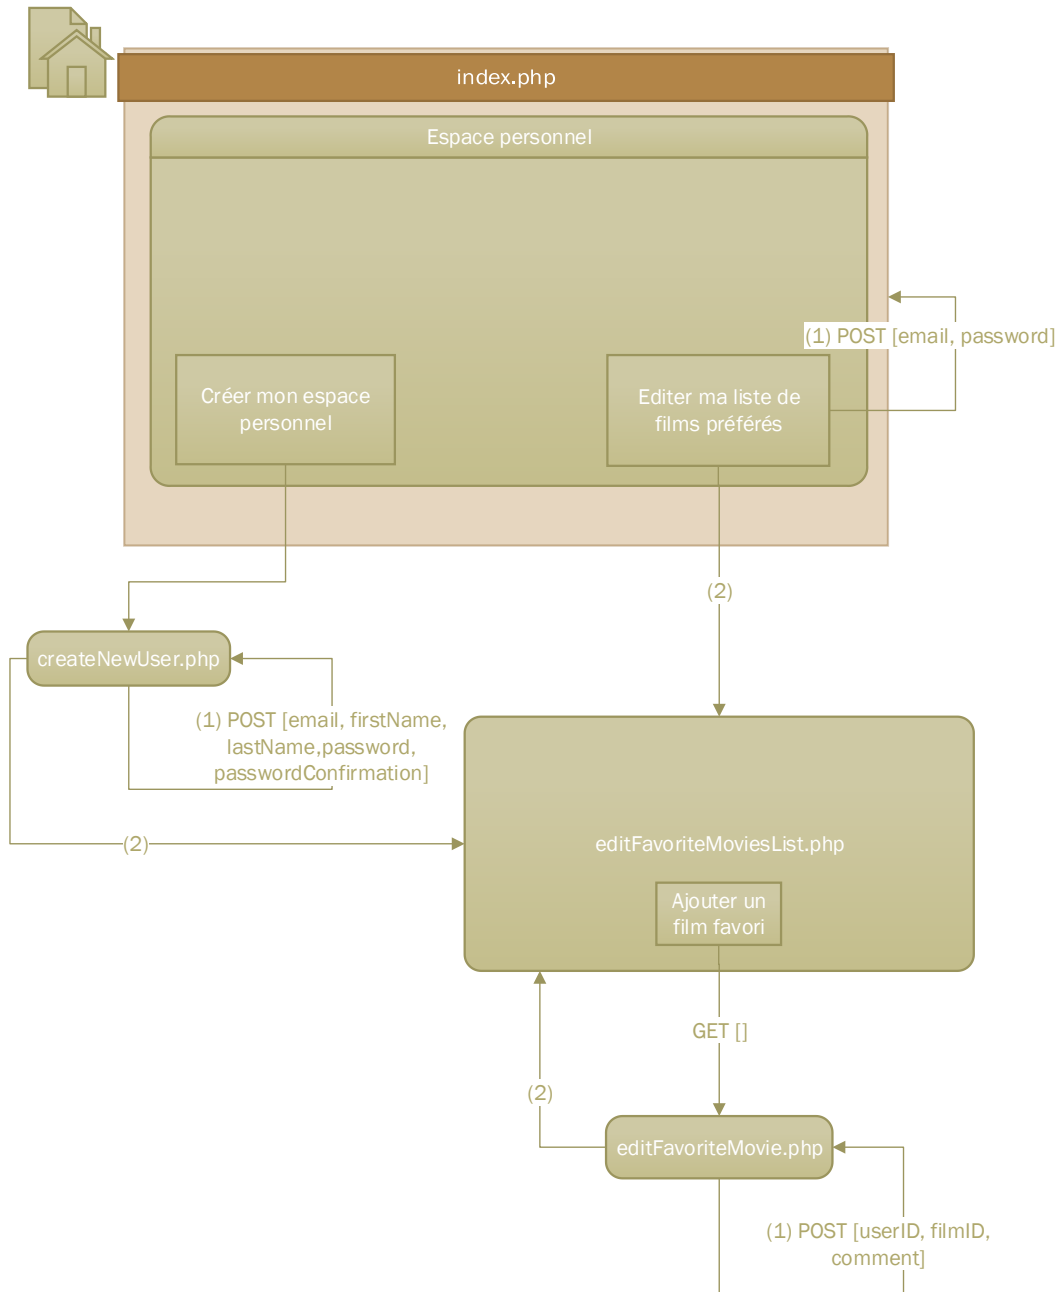 index.php
Espace personnel
(1) POST [email, password]
Créer mon espace
personnel
Editer ma liste de
films préférés
(2)
createNewUser.php
(1) POST [email, firstName,
lastName,password,
passwordConfirmation]
(2)
editFavoriteMoviesList.php
Ajouter un
film favori
GET []
(2)
editFavoriteMovie.php
(1) POST [userID, filmID,
comment]